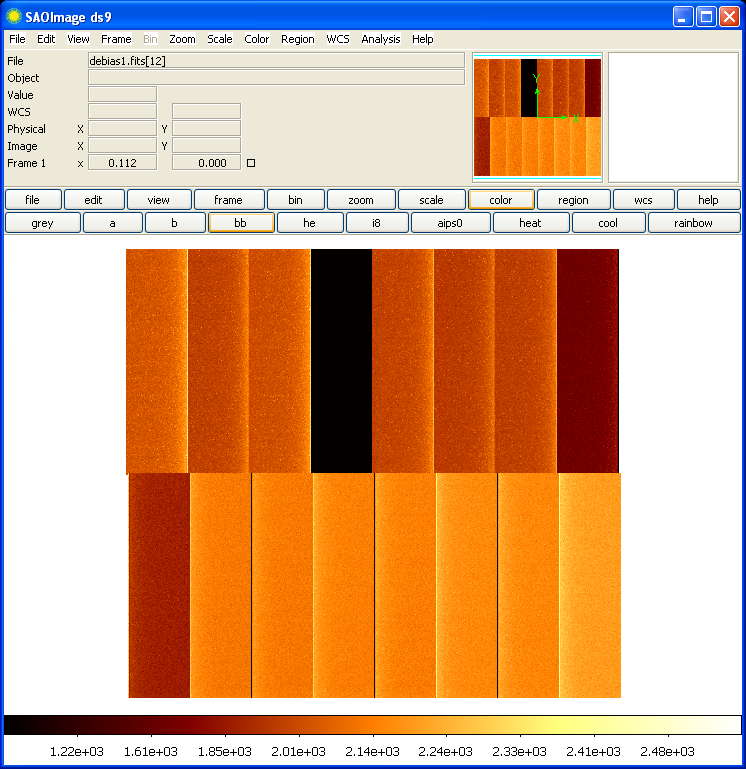 SAOImage ds9
File Edit View Frame Bin Zoom Scale Color Region WCS Analysis Help
File debias1.fits[12]
Object
Value
WCS
Physical X Y
Image X Y
Frame 1 x 0.112 0.000
Y
X
file edit view frame bin zoom scale color region wcs help
grey a b bb he i8 aips0 heat cool rainbow
1.22e+03 1.61e+03 1.85e+03 2.01e+03 2.14e+03 2.24e+03 2.33e+03 2.41e+03 2.48e+03